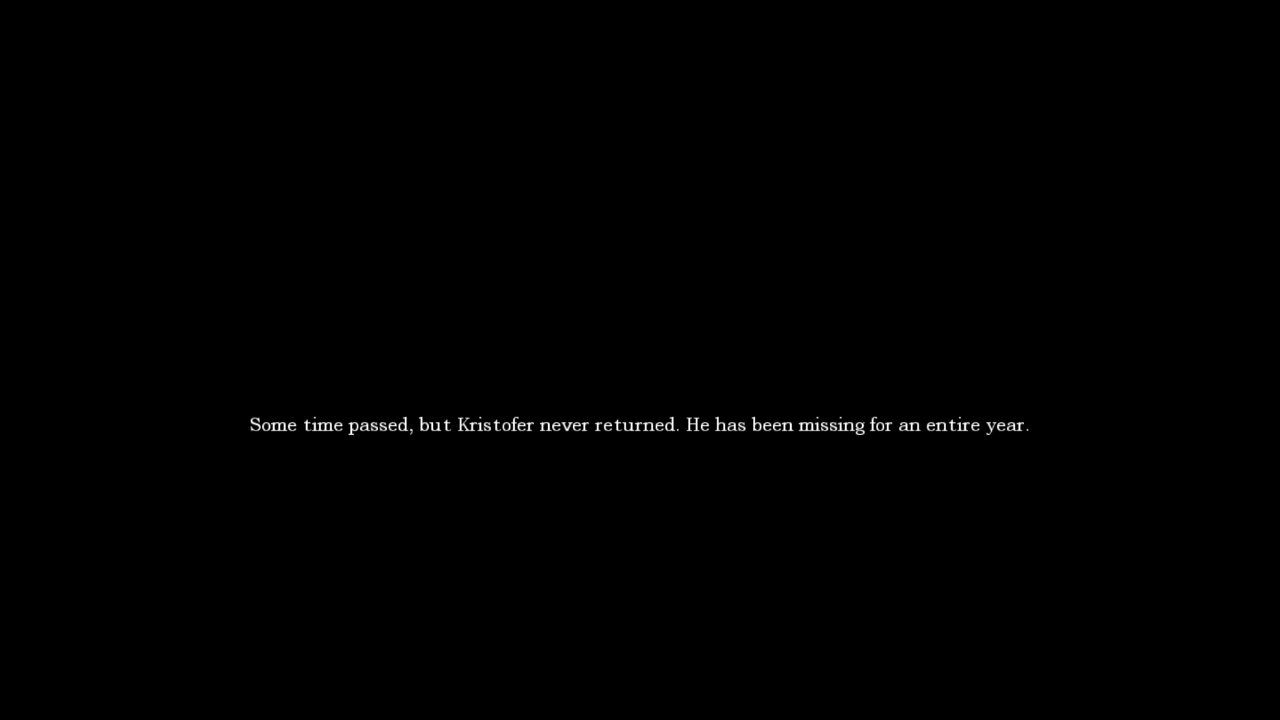 Some time passed, but Kristofer never returned. He has been missing for an entire year.